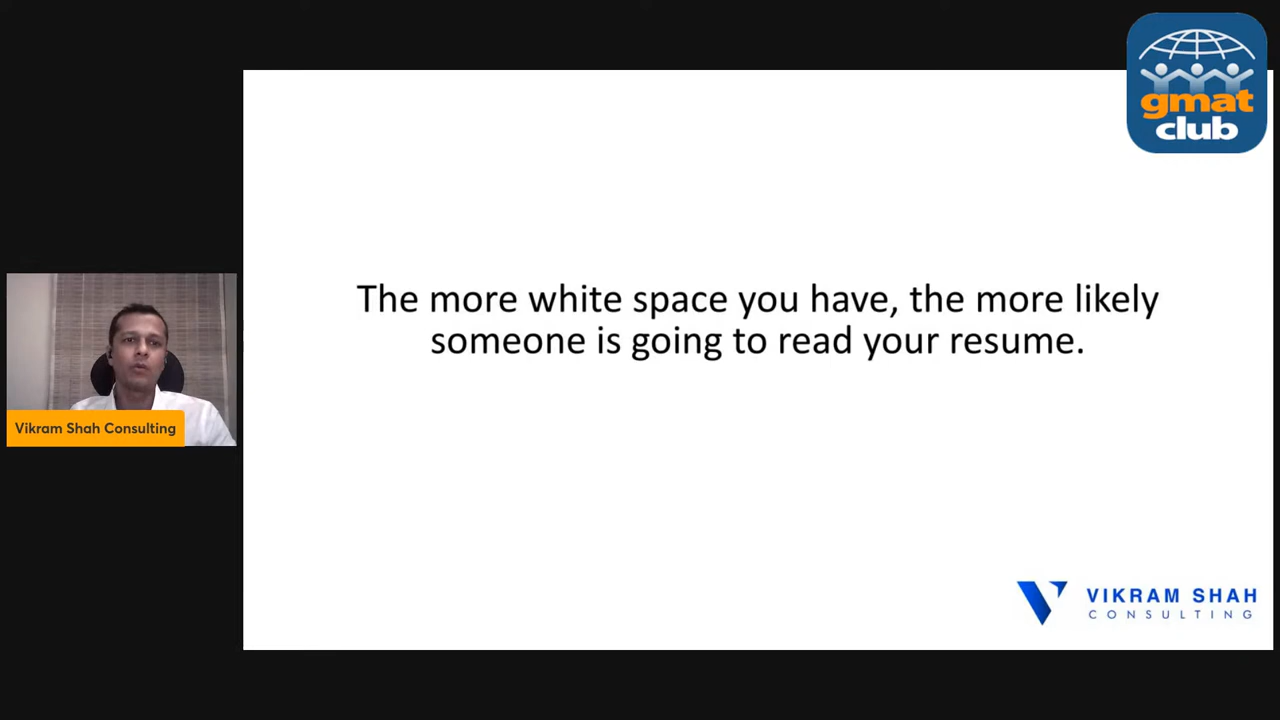 gmat
club
The more white space you have, the more likely
someone is going to read your resume.
Vikram Shah Consulting
VIKRAM SHAH
CONSULTING